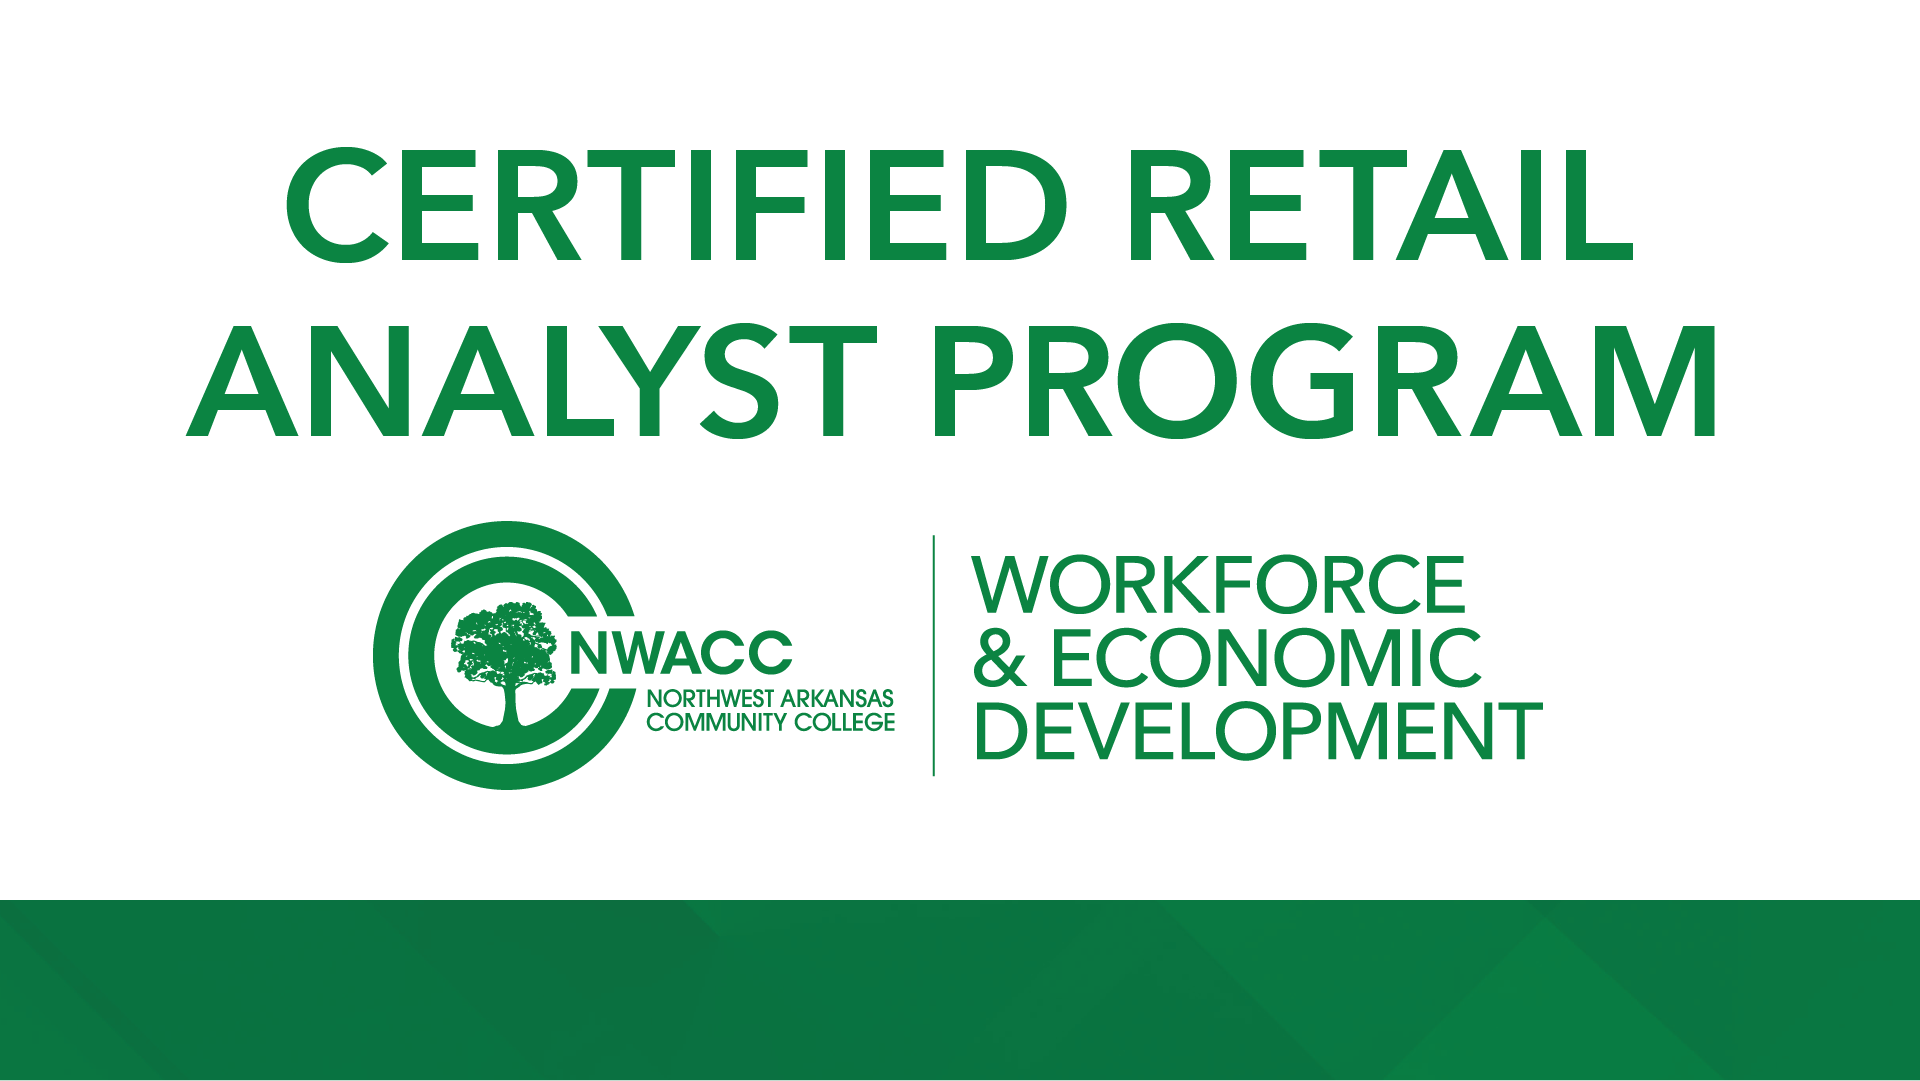 CERTIFIED RETAIL
ANALYST PROGRAM
NWACC
NORTHWEST ARKANSAS
COMMUNITY COLLEGE
WORKFORCE
& ECONOMIC
DEVELOPMENT